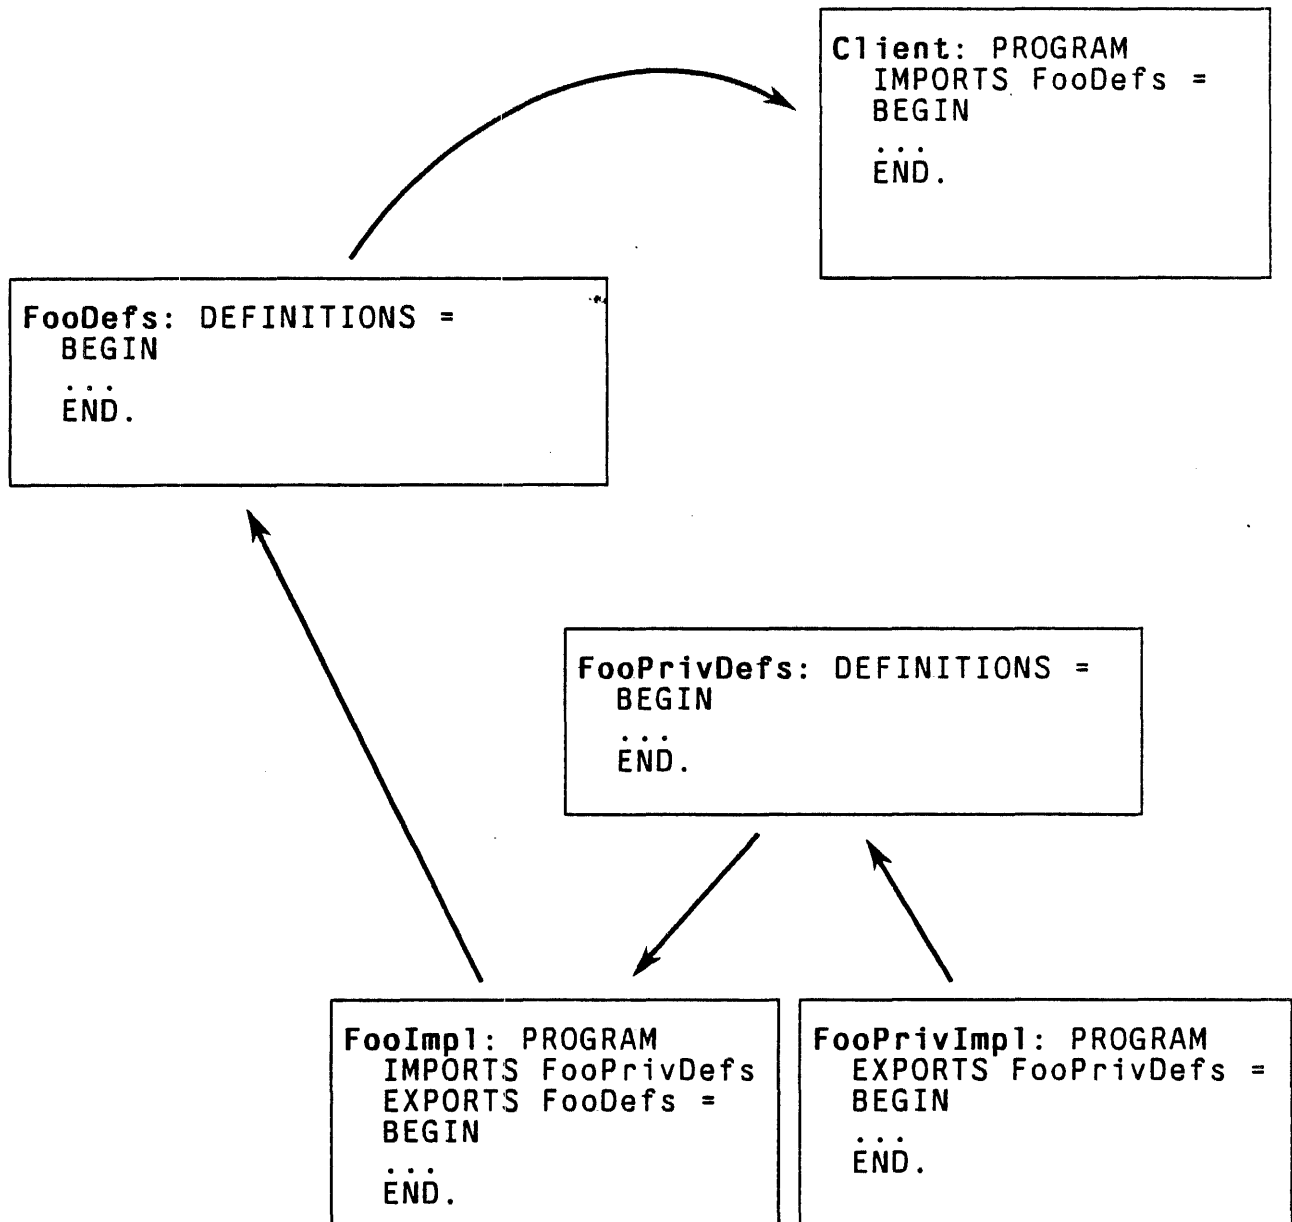 Client: PROGRAM
IMPORTS FooDefs =
BEGIN
...
END.
FooDefs: DEFINITIONS =
BEGIN
...
END.
FooPrivDefs: DEFINITIONS =
BEGIN
...
END.
FooImpl: PROGRAM
IMPORTS FooPrivDefs
EXPORTS FooDefs =
BEGIN
...
END.
FooPrivImpl: PROGRAM
EXPORTS FooPrivDefs =
BEGIN
...
END.